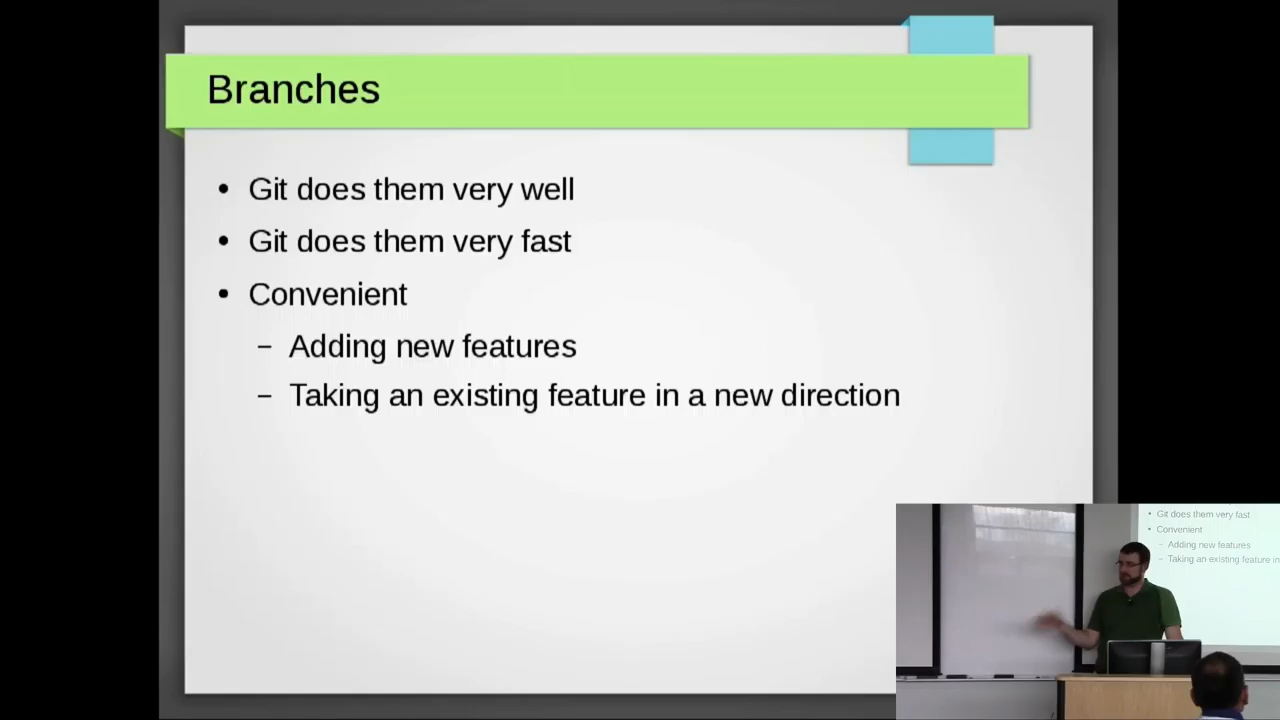 Branches
• Git does them very well
• Git does them very fast
• Convenient
– Adding new features
– Taking an existing feature in a new direction
• Git does them very fast
• Convenient
– Adding new features
– Taking an existing feature in